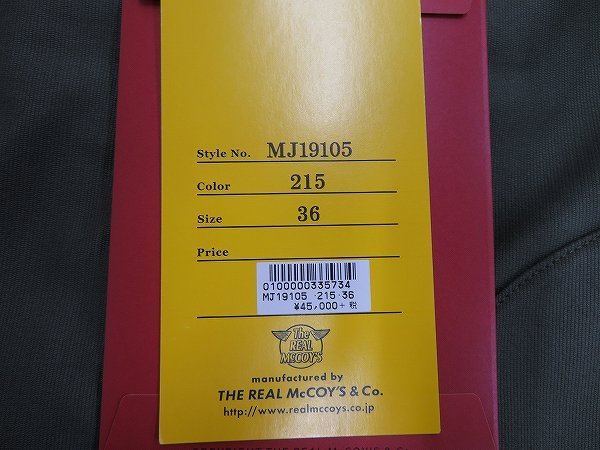 Style No. MJ19105
Color 215
Size 36
Price
0100000335734
MJ19105 215 36
¥45,000+税
The
REAL
McCOY'S
manufactured by
THE REAL McCOY'S & Co.
http://www.realmccoys.co.jp